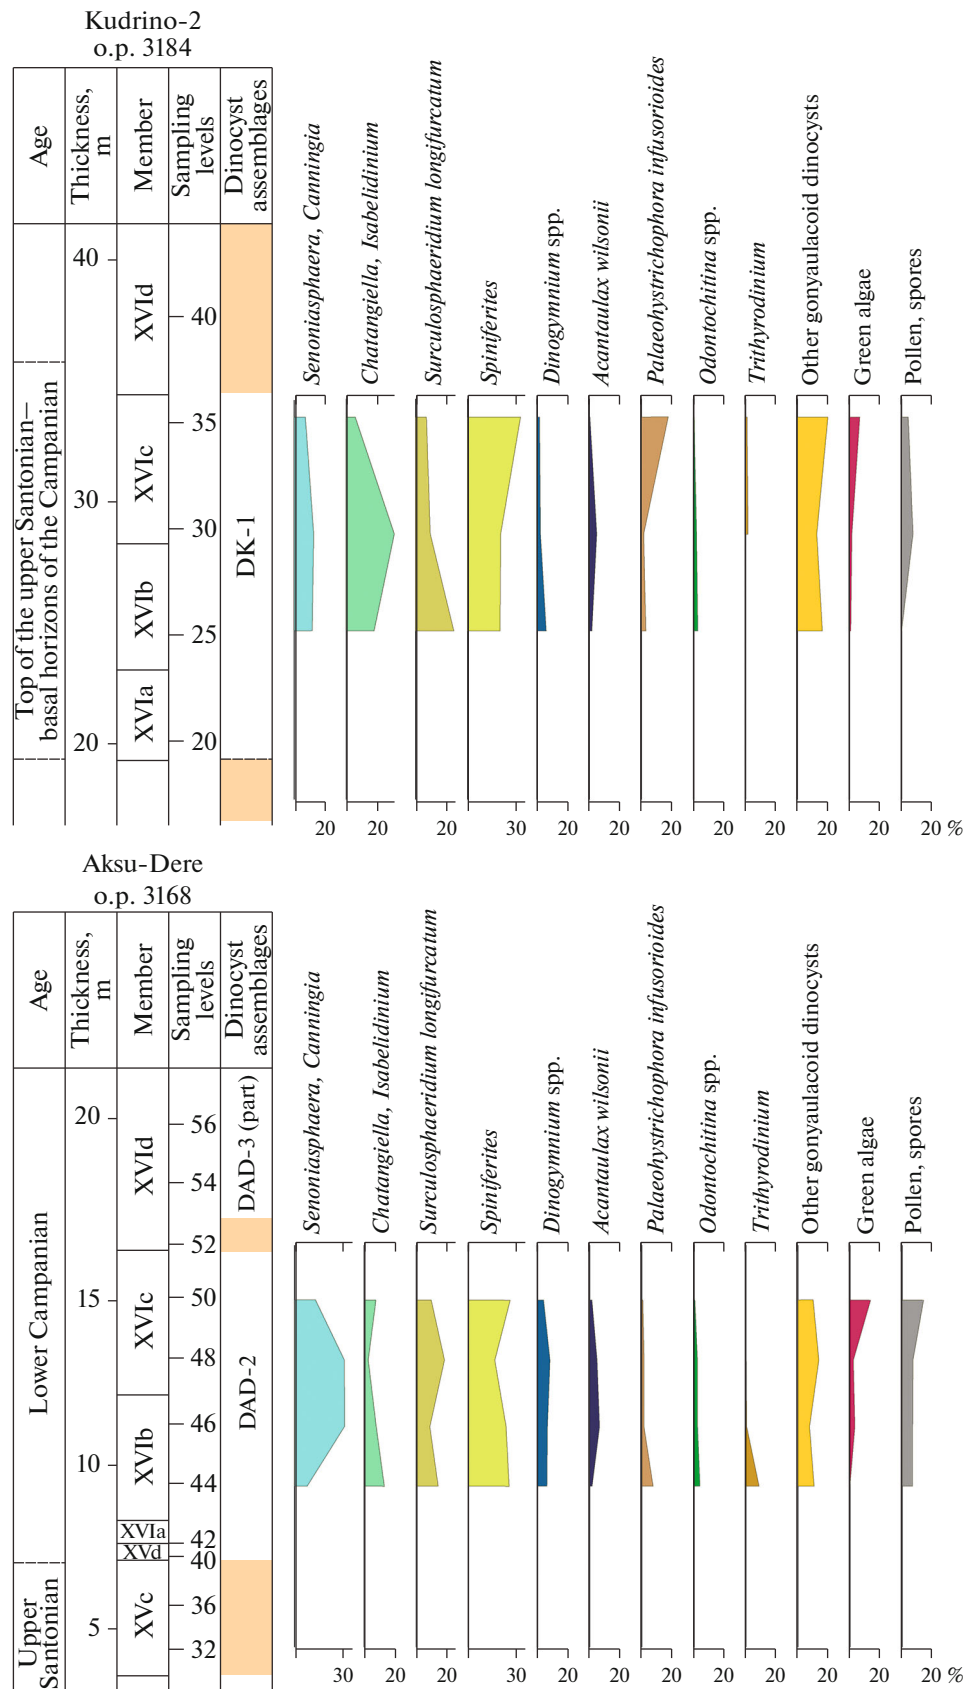 Kudrino-2
o.p. 3184
Age
Thickness,
m
Member
Sampling
levels
Dinocyst
assemblages
Senoniasphaera, Canningia
Chatangiella, Isabelidinium
Surculosphaeridium longifurcatum
Spiniferites
Dinogymnium spp.
Acantaulax wilsonii
Palaeohystrichophora infusorioides
Odontochitina spp.
Trithyrodinium
Other gonyaulacoid dinocysts
Green algae
Pollen, spores
Top of the upper Santonian–
basal horizons of the Campanian
40
30
20
XVId
XVIc
XVIb
XVIa
40
35
30
25
20
DK-1
20 20 20 30 20 20 20 20 20 20 20 20 %
Aksu-Dere
o.p. 3168
Age
Thickness,
m
Member
Sampling
levels
Dinocyst
assemblages
Senoniasphaera, Canningia
Chatangiella, Isabelidinium
Surculosphaeridium longifurcatum
Spiniferites
Dinogymnium spp.
Acantaulax wilsonii
Palaeohystrichophora infusorioides
Odontochitina spp.
Trithyrodinium
Other gonyaulacoid dinocysts
Green algae
Pollen, spores
Lower Campanian
Upper
Santonian
20
15
10
5
XVId
XVIc
XVIb
XVIa
XVd
XVc
56
54
52
50
48
46
44
42
40
36
32
DAD-3 (part)
DAD-2
30 20 20 30 20 20 20 20 20 20 20 20 %